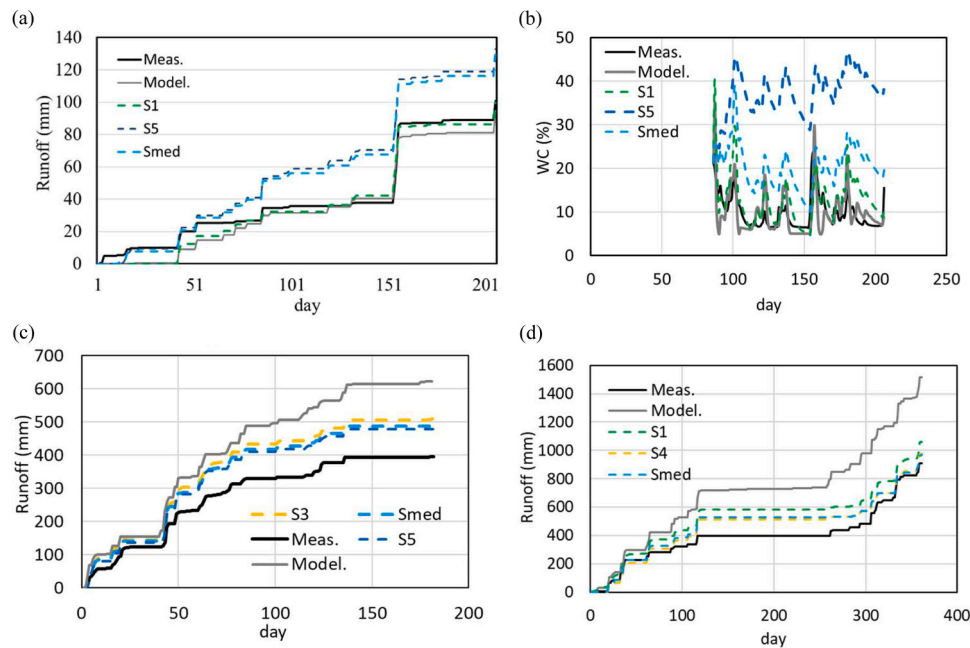 (a)
140
120
100
80
60
40
20
0
Runoff (mm)
Meas.
Model.
S1
S5
Smed
1 51 101 151 201
day
(b)
50
40
30
20
10
0
WC (%)
Meas.
Model.
S1
S5
Smed
0 50 100 150 200 250
day
(c)
700
600
500
400
300
200
100
0
Runoff (mm)
S3 Smed
Meas. S5
Model.
0 50 100 150 200
day
(d)
1600
1400
1200
1000
800
600
400
200
0
Runoff (mm)
Meas.
Model.
S1
S4
Smed
0 100 200 300 400
day